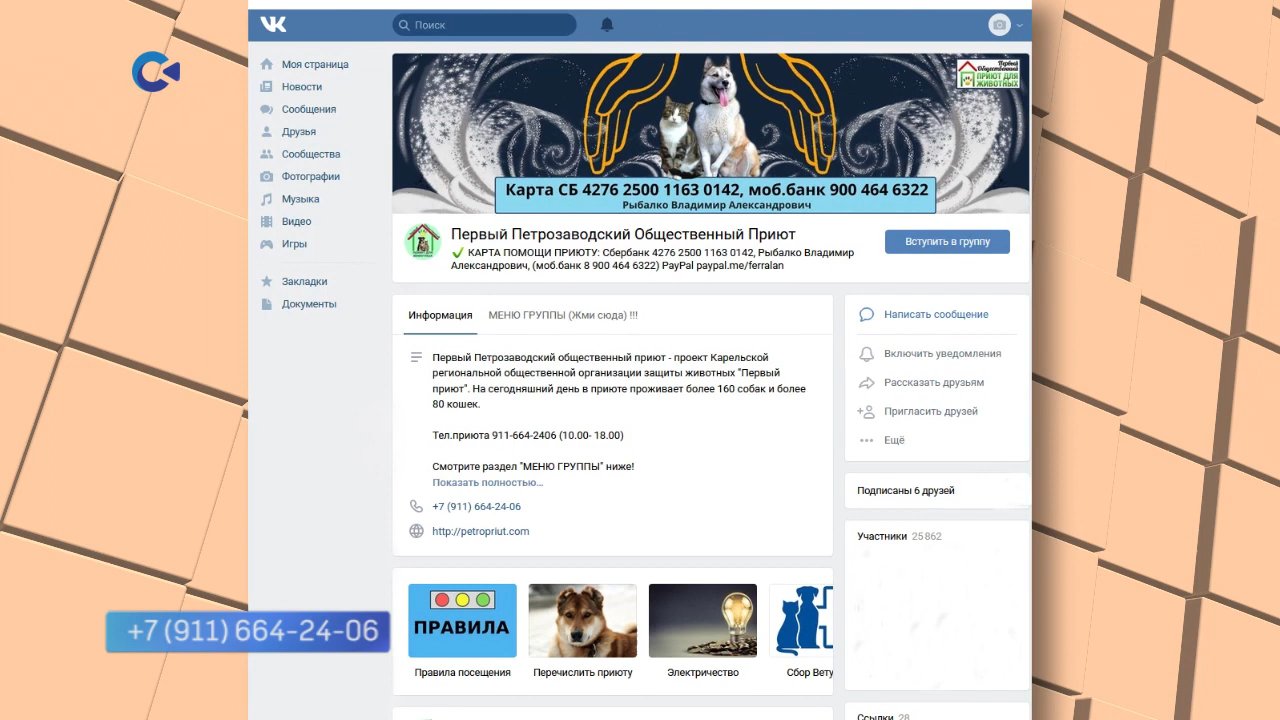 Поиск
Моя страница
Новости
Сообщения
Друзья
Сообщества
Фотографии
Музыка
Видео
Игры
Закладки
Документы
Первый
Общественный
ПРИЮТ ДЛЯ
ЖИВОТНЫХ
Карта СБ 4276 2500 1163 0142, моб.банк 900 464 6322
Рыбалко Владимир Александрович
Первый Петрозаводский Общественный Приют
КАРТА ПОМОЩИ ПРИЮТУ: Сбербанк 4276 2500 1163 0142, Рыбалко Владимир
Александрович, (моб.банк 8 900 464 6322) PayPal paypal.me/ferralan
Вступить в группу
Информация
МЕНЮ ГРУППЫ (Жми сюда) !!!
Первый Петрозаводский общественный приют - проект Карельской
региональной общественной организации защиты животных "Первый
приют". На сегодняшний день в приюте проживает более 160 собак и более
80 кошек.
Тел.приюта 911-664-2406 (10.00- 18.00)
Смотрите раздел "МЕНЮ ГРУППЫ" ниже!
Показать полностью...
+7 (911) 664-24-06
http://petropriut.com
Написать сообщение
Включить уведомления
Рассказать друзьям
Пригласить друзей
Ещё
Подписаны 6 друзей
Участники 25 862
ПРАВИЛА
Правила посещения
Перечислить приюту
Электричество
Сбор Вету
Ссылки 28
+7 (911) 664-24-06